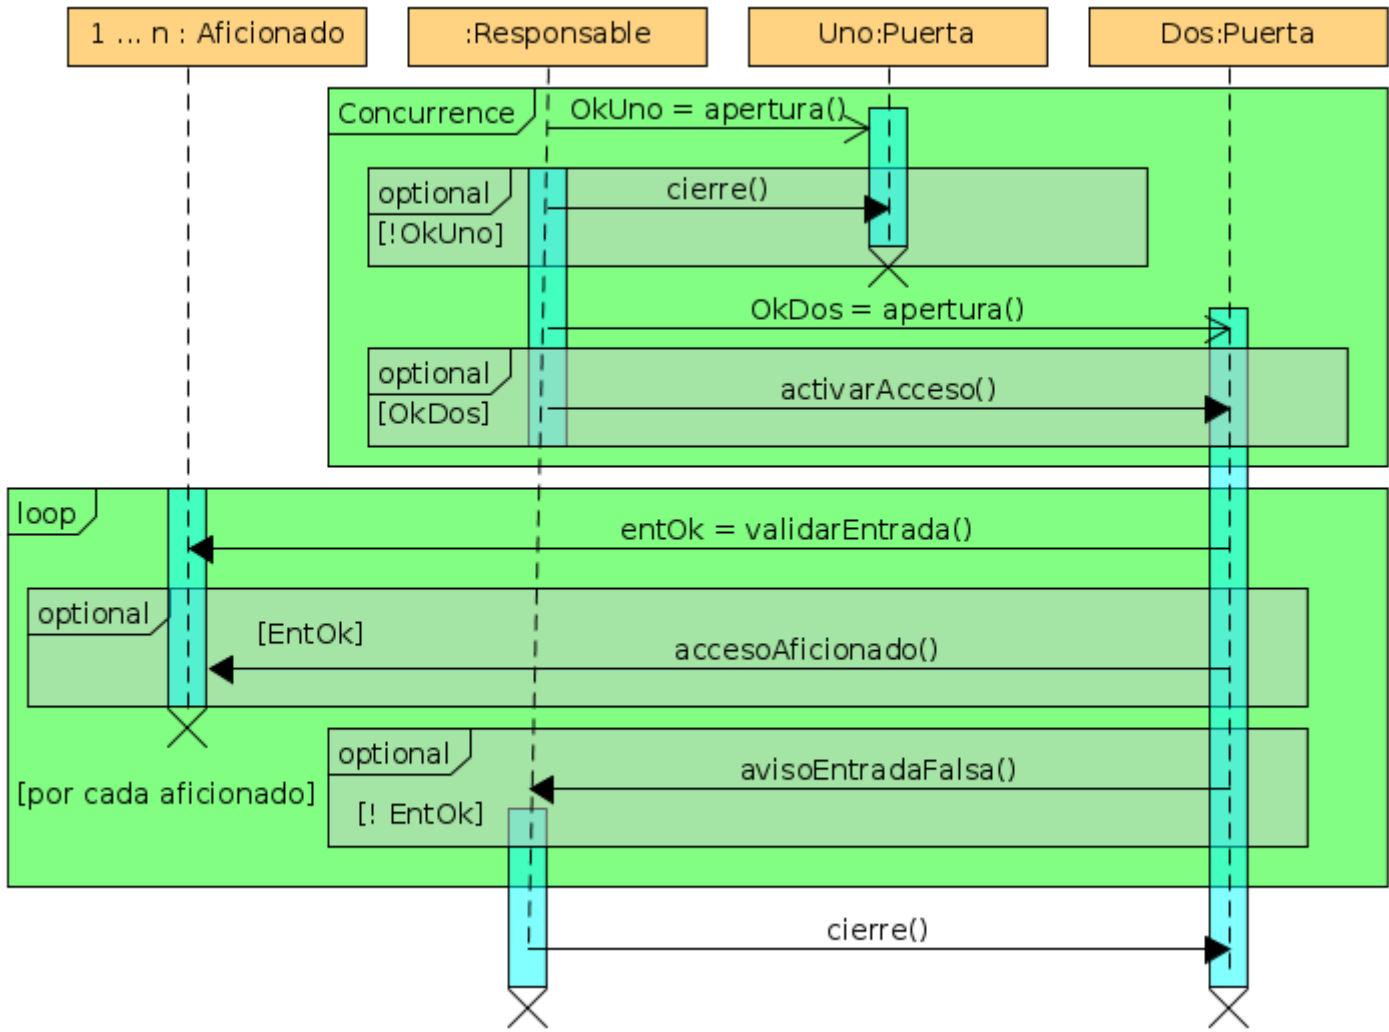 1 ... n : Aficionado
:Responsable
Uno:Puerta
Dos:Puerta
Concurrence
OkUno = apertura()
optional
cierre()
[!OkUno]
OkDos = apertura()
optional
activarAcceso()
[OkDos]
loop
entOk = validarEntrada()
optional
[EntOk]
accesoAficionado()
optional
avisoEntradaFalsa()
[por cada aficionado]
[! EntOk]
cierre()